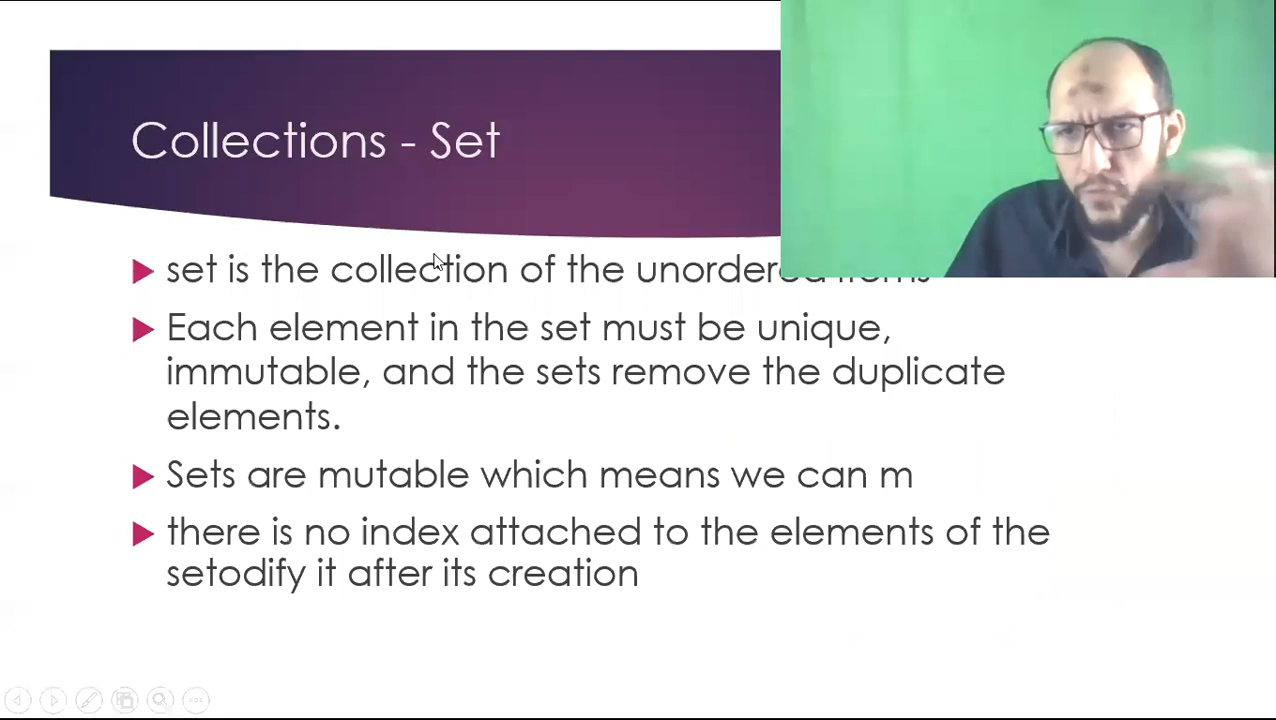 Collections - Set
set is the collection of the unordered items
Each element in the set must be unique,
immutable, and the sets remove the duplicate
elements.
Sets are mutable which means we can m
there is no index attached to the elements of the
setodify it after its creation